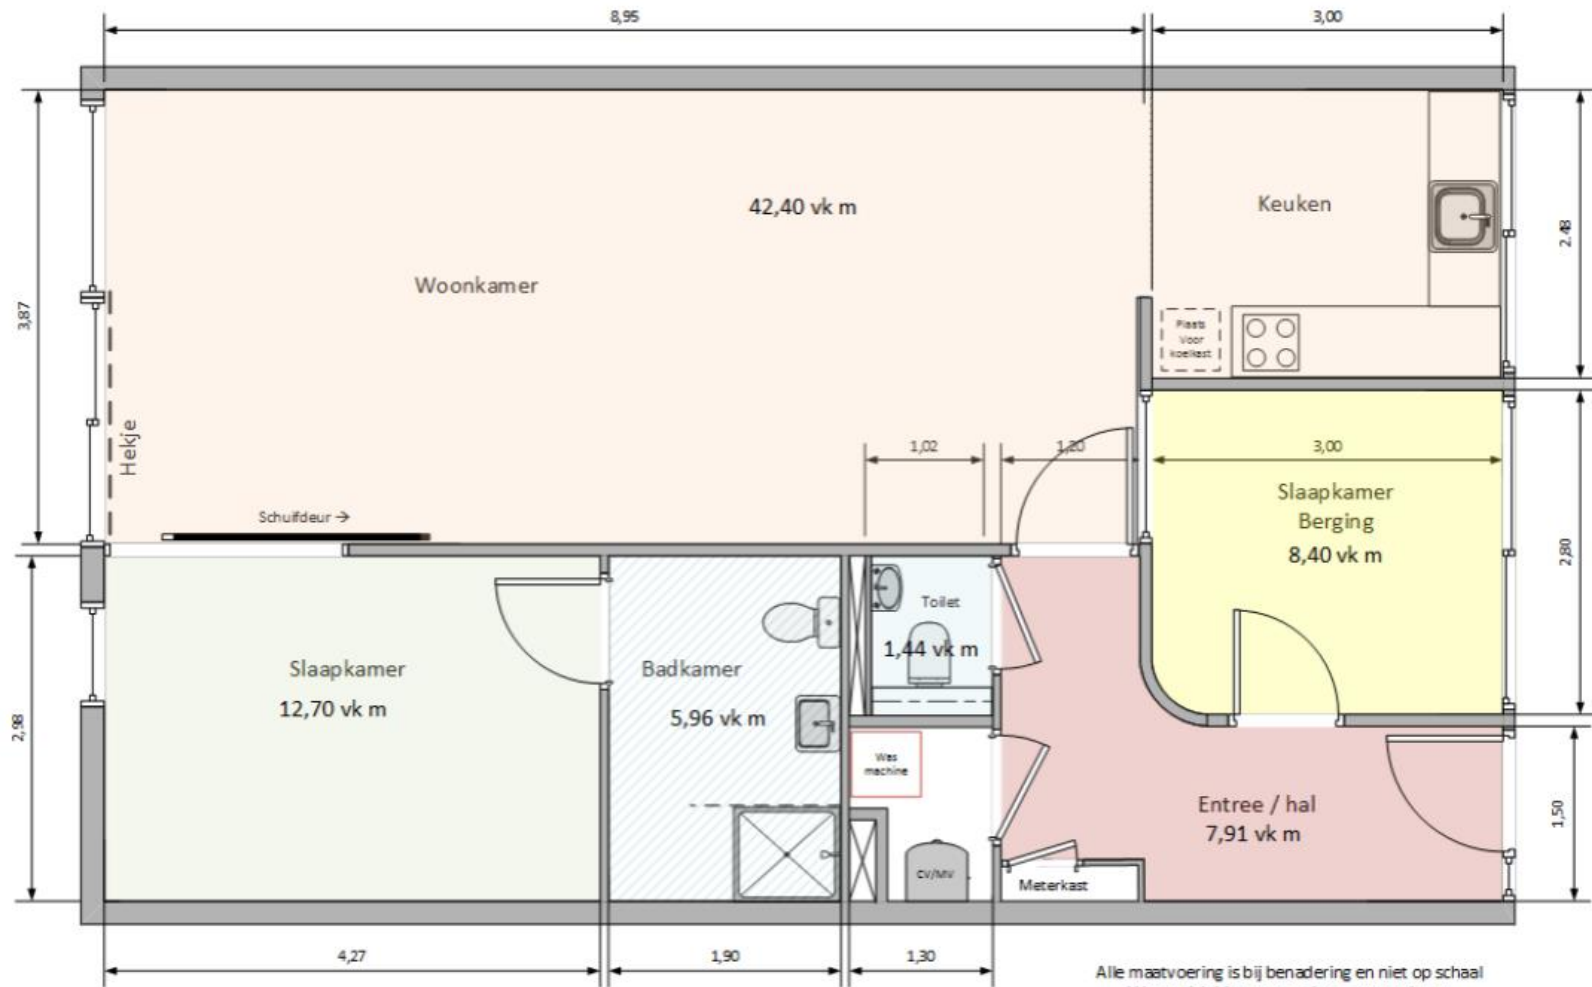 8,95
3,00
42,40 vk m
Keuken
2.48
3,87
Woonkamer
Plaats
Voor
koelkast
Hekje
1,02
1,20
3,00
Slaapkamer
Berging
8,40 vk m
Schuifdeur →
2,80
Toilet
1,44 vk m
Slaapkamer
12,70 vk m
Badkamer
5,96 vk m
2,98
Was
machine
Entree / hal
7,91 vk m
1,50
CV/MV
Meterkast
4,27
1,90
1,30
Alle maatvoering is bij benadering en niet op schaal